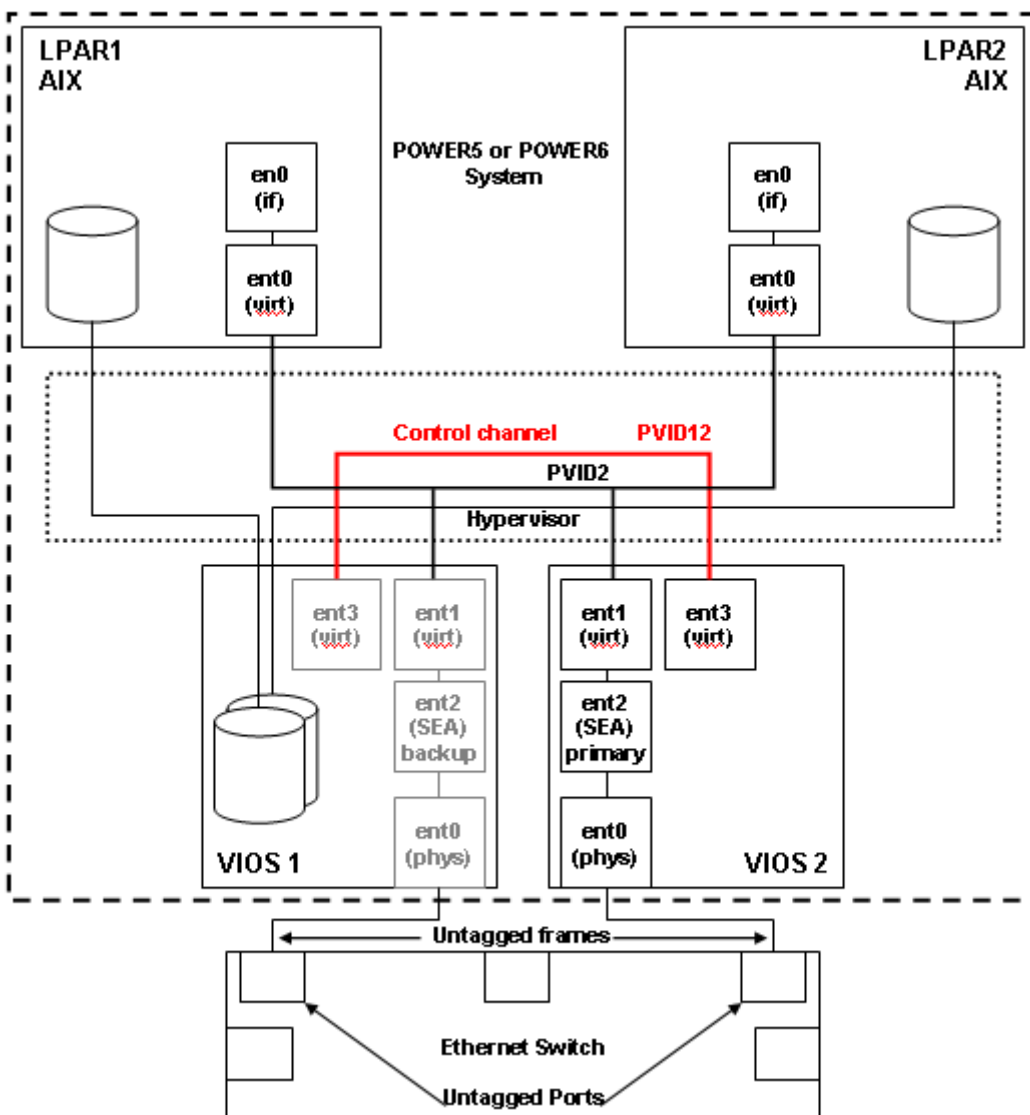 LPAR1
AIX
LPAR2
AIX
POWER5 or POWER6
System
en0
(if)
en0
(if)
ent0
(virt)
ent0
(virt)
Control channel
PVID12
PVID2
Hypervisor
ent3
(virt)
ent1
(virt)
ent1
(virt)
ent3
(virt)
ent2
(SEA)
backup
ent2
(SEA)
primary
ent0
(phys)
ent0
(phys)
VIOS 1
VIOS 2
Untagged frames
Ethernet Switch
Untagged Ports